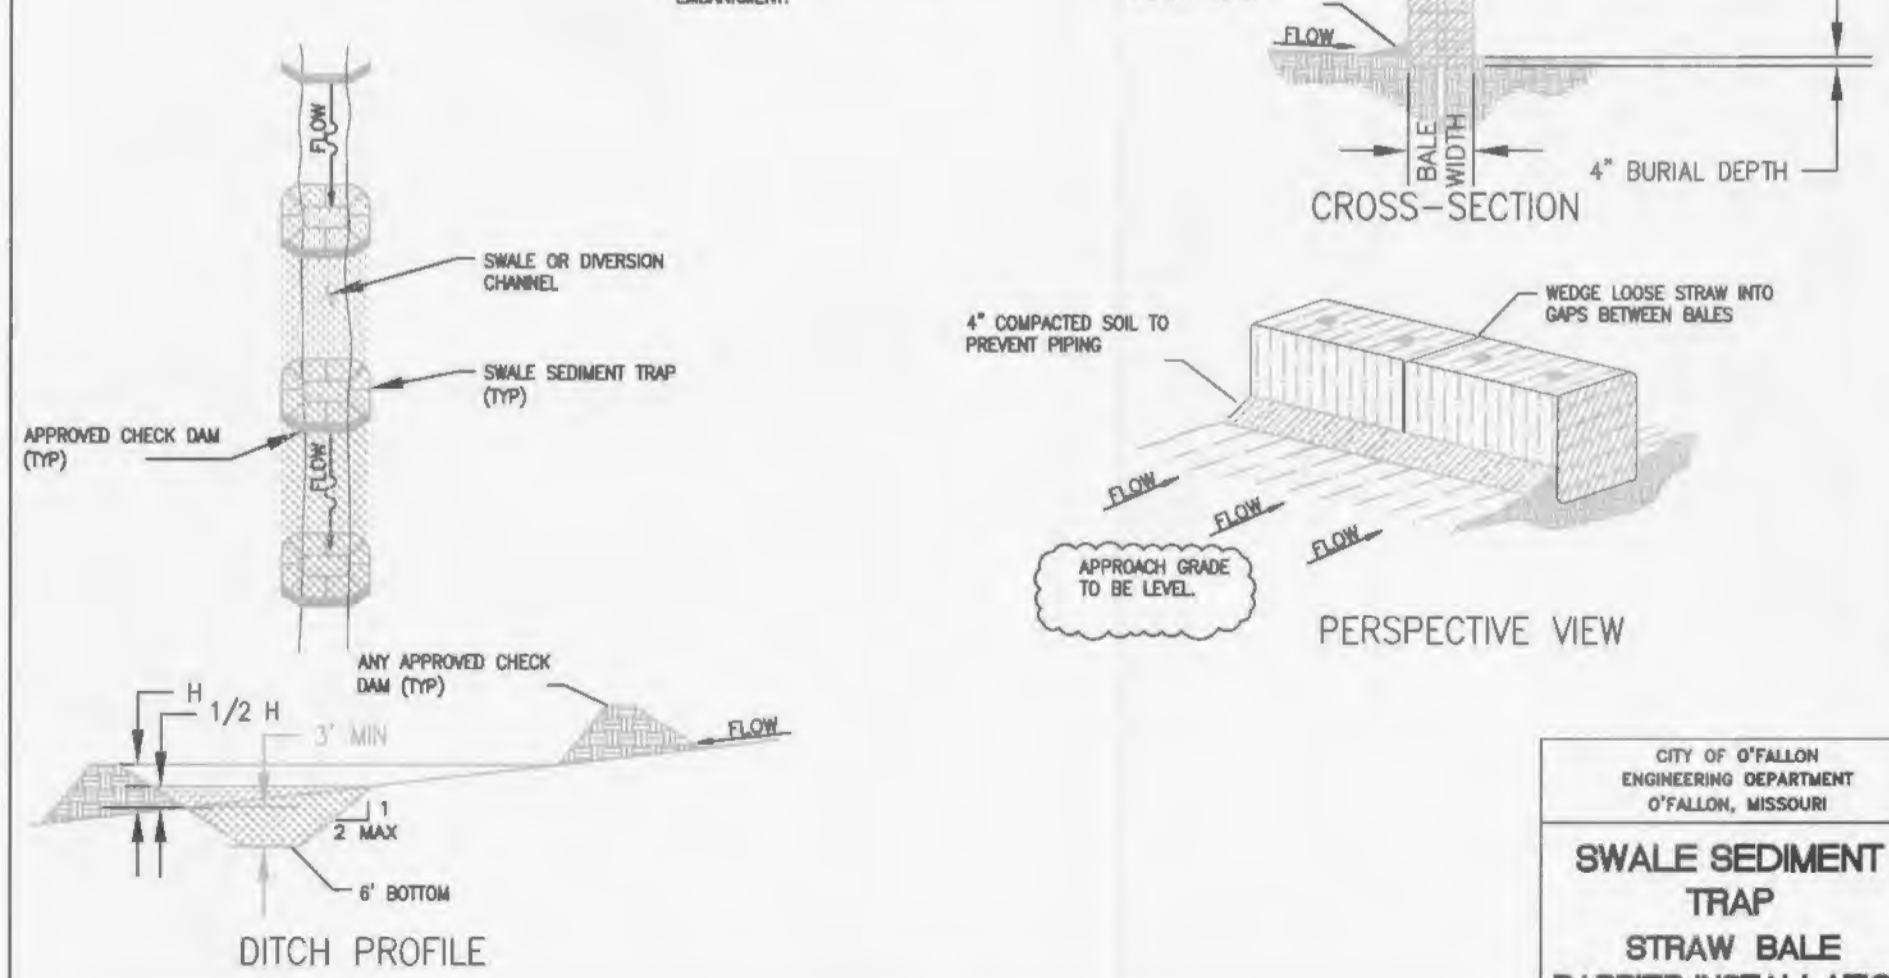 EMBANKMENT.
FLOW
SWALE OR DIVERSION
CHANNEL
SWALE SEDIMENT TRAP
(TYP)
APPROVED CHECK DAM
(TYP)
FLOW
ANY APPROVED CHECK
DAM (TYP)
H
1/2 H
3' MIN
FLOW
1
2 MAX
6' BOTTOM
DITCH PROFILE
FLOW
BALE
WIDTH
4" BURIAL DEPTH
CROSS-SECTION
WEDGE LOOSE STRAW INTO
GAPS BETWEEN BALES
4" COMPACTED SOIL TO
PREVENT PIPING
FLOW
FLOW
FLOW
APPROACH GRADE
TO BE LEVEL.
PERSPECTIVE VIEW
CITY OF O'FALLON
ENGINEERING DEPARTMENT
O'FALLON, MISSOURI
SWALE SEDIMENT
TRAP
STRAW BALE